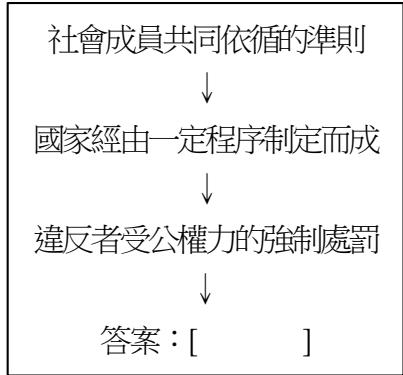 社會成員共同依循的準則
↓
國家經由一定程序制定而成
↓
違反者受公權力的強制處罰
↓
答案：[ ]